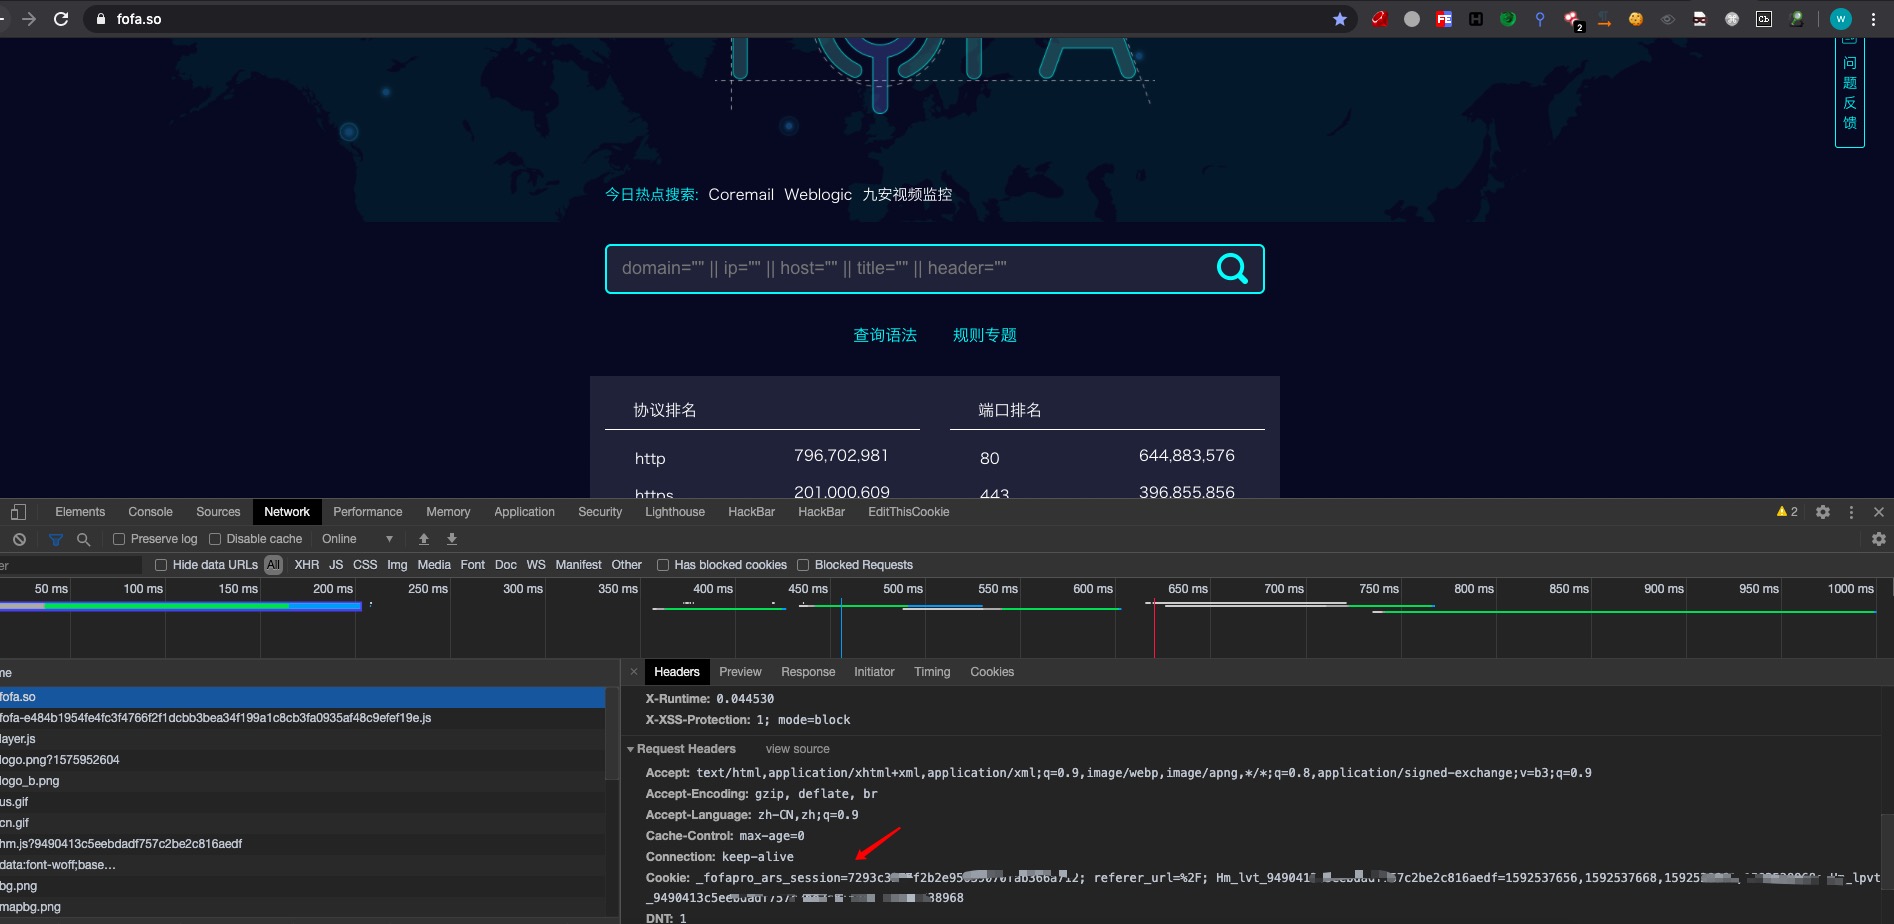 fofa.so
FE
H
2
Cb
W
问题反馈
FOFA
今日热点搜索: Coremail Weblogic 九安视频监控
domain="" || ip="" || host="" || title="" || header=""
查询语法 规则专题
协议排名 端口排名
http 796,702,981 80 644,883,576
https 201,000,609 443 396,855,856
Elements Console Sources Network Performance Memory Application Security Lighthouse HackBar HackBar EditThisCookie 2
Preserve log Disable cache Online
er Hide data URLs All XHR JS CSS Img Media Font Doc WS Manifest Other Has blocked cookies Blocked Requests
50 ms 100 ms 150 ms 200 ms 250 ms 300 ms 350 ms 400 ms 450 ms 500 ms 550 ms 600 ms 650 ms 700 ms 750 ms 800 ms 850 ms 900 ms 950 ms 1000 ms
me
fofa.so
fofa-e484b1954fe4fc3f4766f2f1dcbb3bea34f199a1c8cb3fa0935af48c9efef19e.js
layer.js
logo.png?1575952604
logo_b.png
us.gif
cn.gif
hm.js?9490413c5eebdadf757c2be2c816aedf
data:font-woff;base…
bg.png
mapbg.png
Headers Preview Response Initiator Timing Cookies
X-Runtime: 0.044530
X-XSS-Protection: 1; mode=block
Request Headers view source
Accept: text/html,application/xhtml+xml,application/xml;q=0.9,image/webp,image/apng,*/*;q=0.8,application/signed-exchange;v=b3;q=0.9
Accept-Encoding: gzip, deflate, br
Accept-Language: zh-CN,zh;q=0.9
Cache-Control: max-age=0
Connection: keep-alive
Cookie: _fofapro_ars_session=7293c3 referer_url=%2F; 57c2be2c816aedf=1592537656,1592537668,
38968
DNT: 1